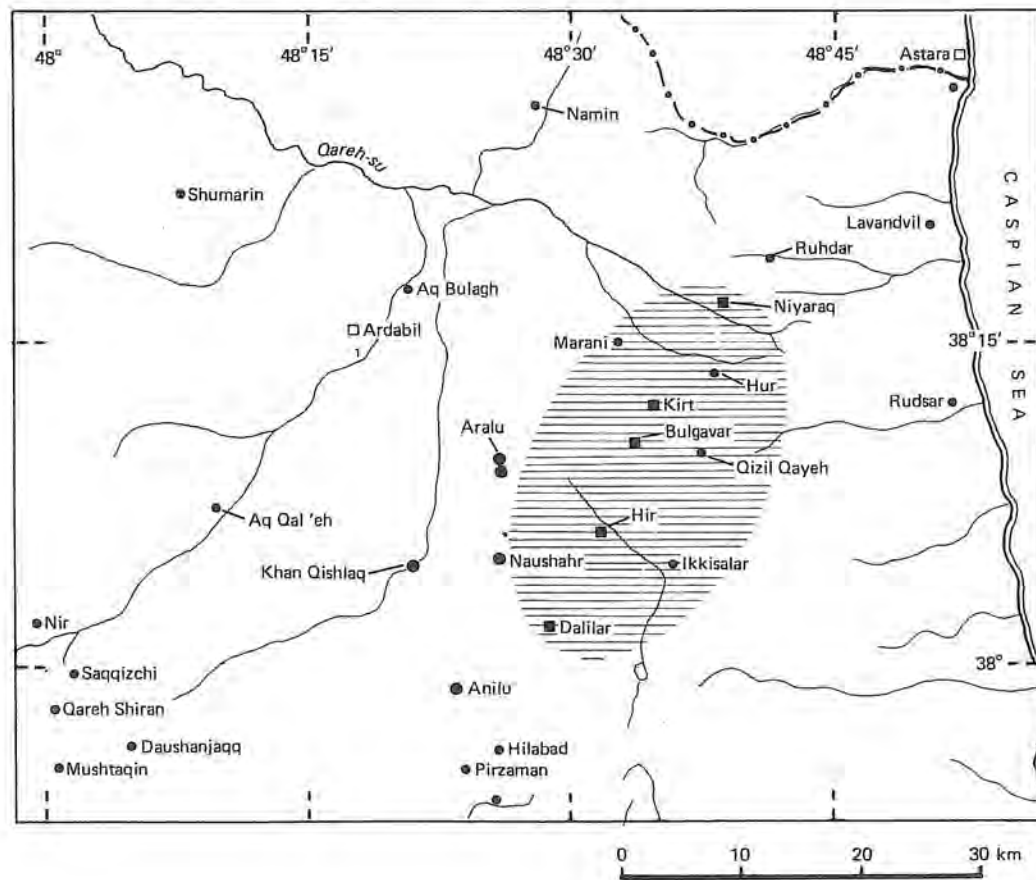 48°
48°15′
48°30′
48°45′
Astara
Namin
Qareh-su
Shumarin
Lavandvil
Ruhdar
CASPIAN SEA
Aq Bulagh
Niyaraq
Ardabil
1
Marani
38°15′
Hur
Kirt
Rudsar
Aralu
Bulgavar
Qizil Qayeh
Aq Qal'eh
Hir
Khan Qishlaq
Naushahr
Ikkisalar
Nir
Dalilar
Saqqizchi
38°
Anilu
Qareh Shiran
Daushanjaqq
Hilabad
Mushtaqin
Pirzaman
0 10 20 30 km